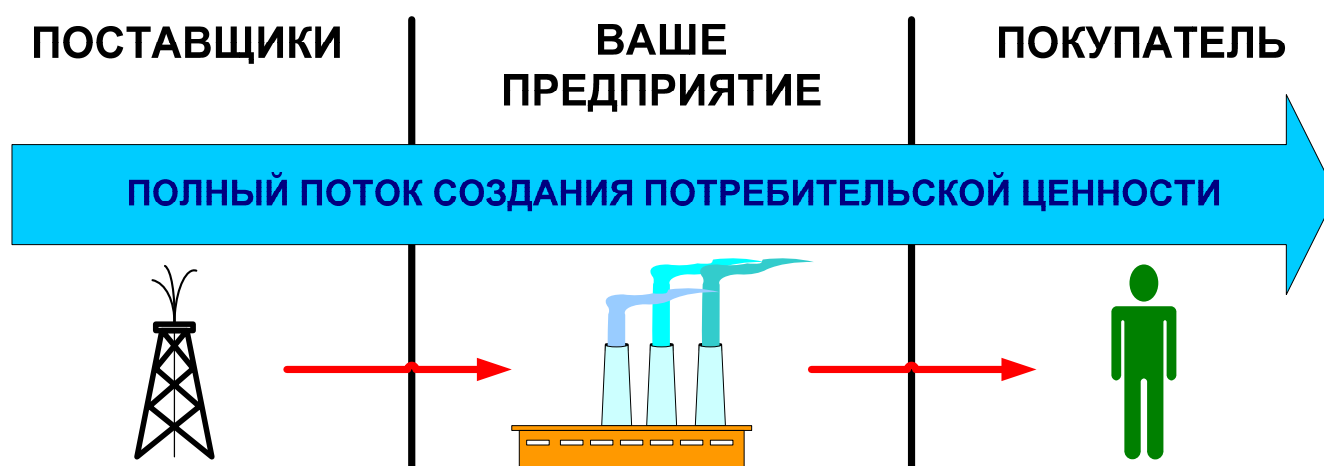 ПОСТАВЩИКИ
ВАШЕ
ПРЕДПРИЯТИЕ
ПОКУПАТЕЛЬ
ПОЛНЫЙ ПОТОК СОЗДАНИЯ ПОТРЕБИТЕЛЬСКОЙ ЦЕННОСТИ